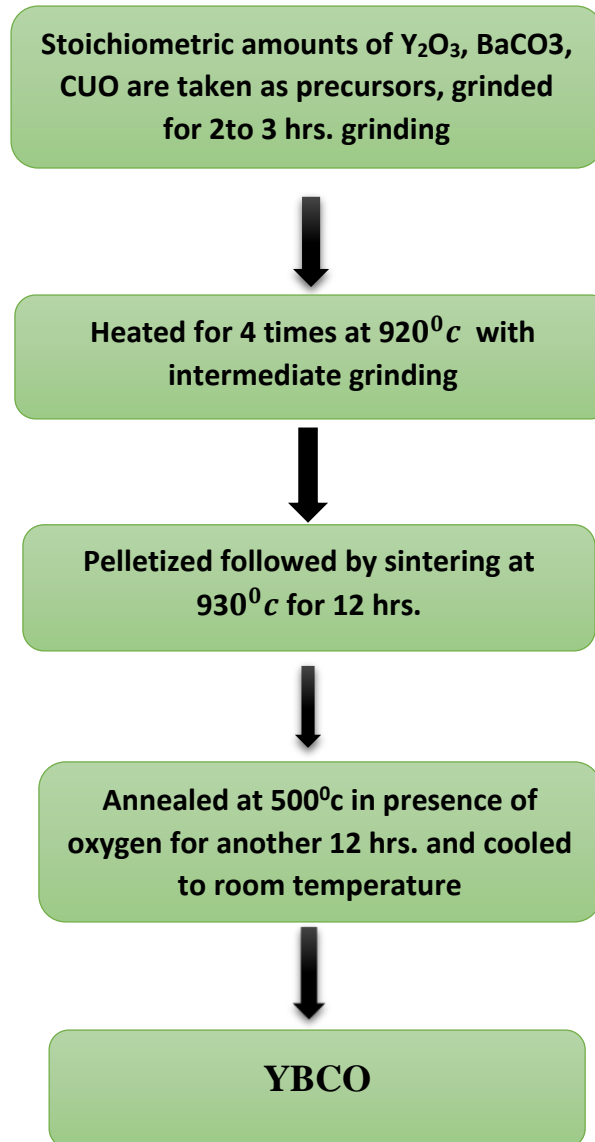 Stoichiometric amounts of Y₂O₃, BaCO3,
CUO are taken as precursors, grinded
for 2to 3 hrs. grinding
Heated for 4 times at 920⁰c with
intermediate grinding
Pelletized followed by sintering at
930⁰c for 12 hrs.
Annealed at 500⁰c in presence of
oxygen for another 12 hrs. and cooled
to room temperature
YBCO